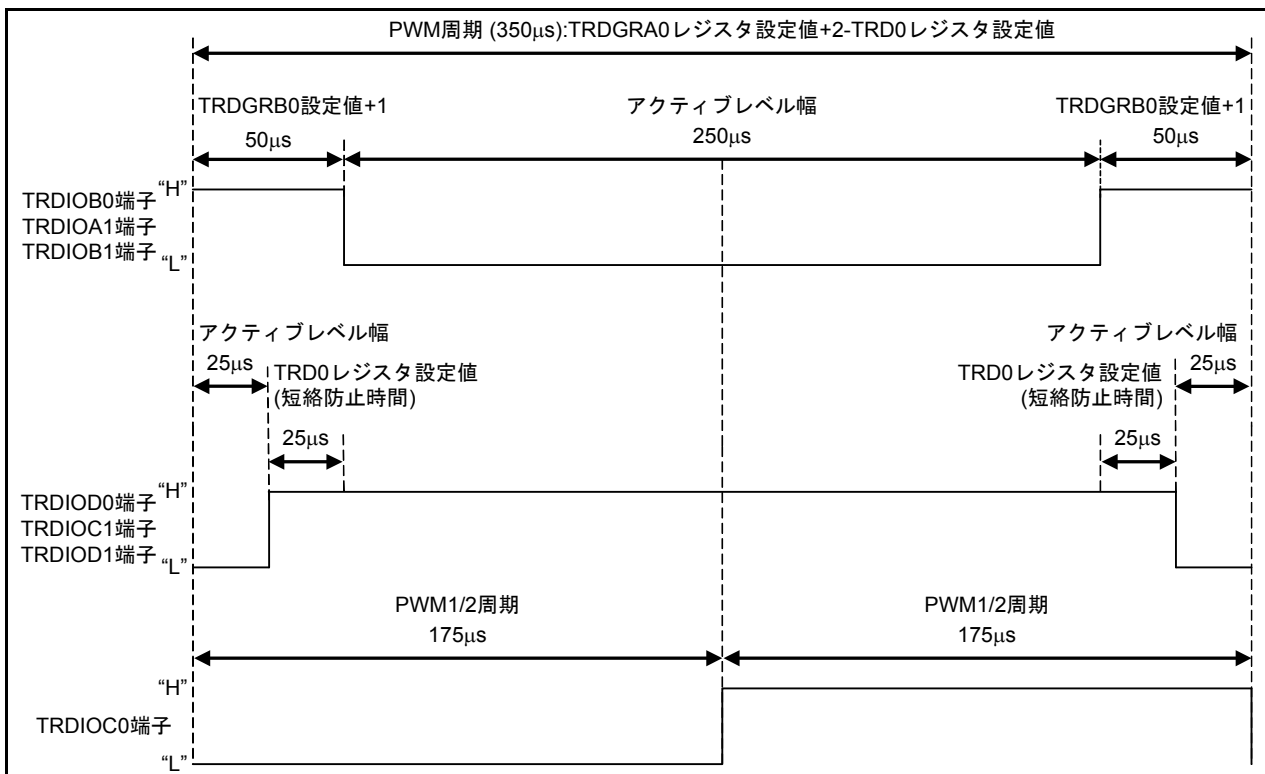 PWM周期 (350μs):TRDGRA0レジスタ設定値+2-TRD0レジスタ設定値
TRDGRB0設定値+1
アクティブレベル幅
TRDGRB0設定値+1
50μs
250μs
50μs
“H”
TRDIOB0端子
TRDIOA1端子
TRDIOB1端子
“L”
アクティブレベル幅
アクティブレベル幅
25μs
TRD0レジスタ設定値
(短絡防止時間)
TRD0レジスタ設定値
(短絡防止時間)
25μs
25μs
25μs
“H”
TRDIOD0端子
TRDIOC1端子
TRDIOD1端子
“L”
PWM1/2周期
PWM1/2周期
175μs
175μs
“H”
TRDIOC0端子
“L”